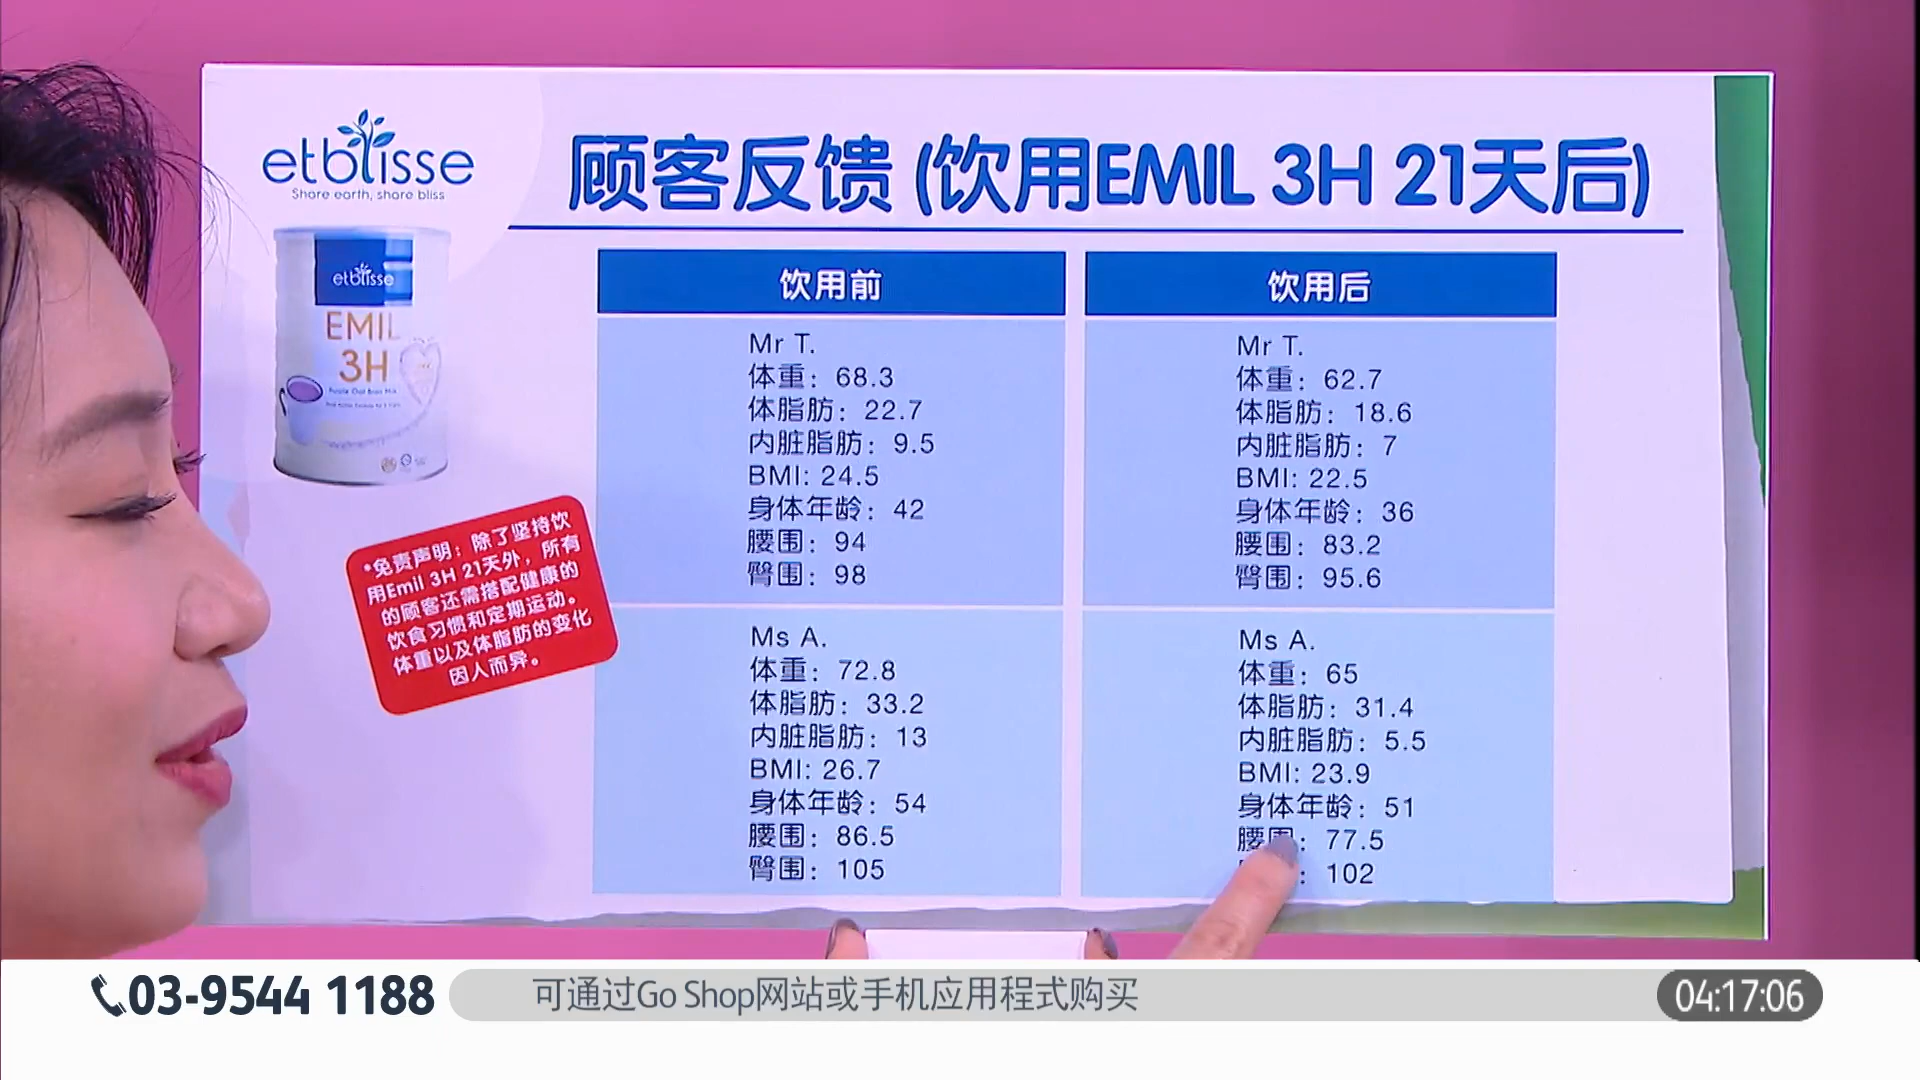 etblisse
Share earth, share bliss
顾客反馈 (饮用EMIL 3H 21天后)
etblisse
EMIL
3H
Purple Oat Bran Milk
*免责声明：除了坚持饮
用Emil 3H 21天外，所有
的顾客还需搭配健康的
饮食习惯和定期运动。
体重以及体脂肪的变化
因人而异。
饮用前
Mr T.
体重：68.3
体脂肪：22.7
内脏脂肪：9.5
BMI: 24.5
身体年龄：42
腰围：94
臀围：98
Ms A.
体重：72.8
体脂肪：33.2
内脏脂肪：13
BMI: 26.7
身体年龄：54
腰围：86.5
臀围：105
饮用后
Mr T.
体重：62.7
体脂肪：18.6
内脏脂肪：7
BMI: 22.5
身体年龄：36
腰围：83.2
臀围：95.6
Ms A.
体重：65
体脂肪：31.4
内脏脂肪：5.5
BMI: 23.9
身体年龄：51
腰围：77.5
：102
03-9544 1188
可通过Go Shop网站或手机应用程式购买
04:17:06